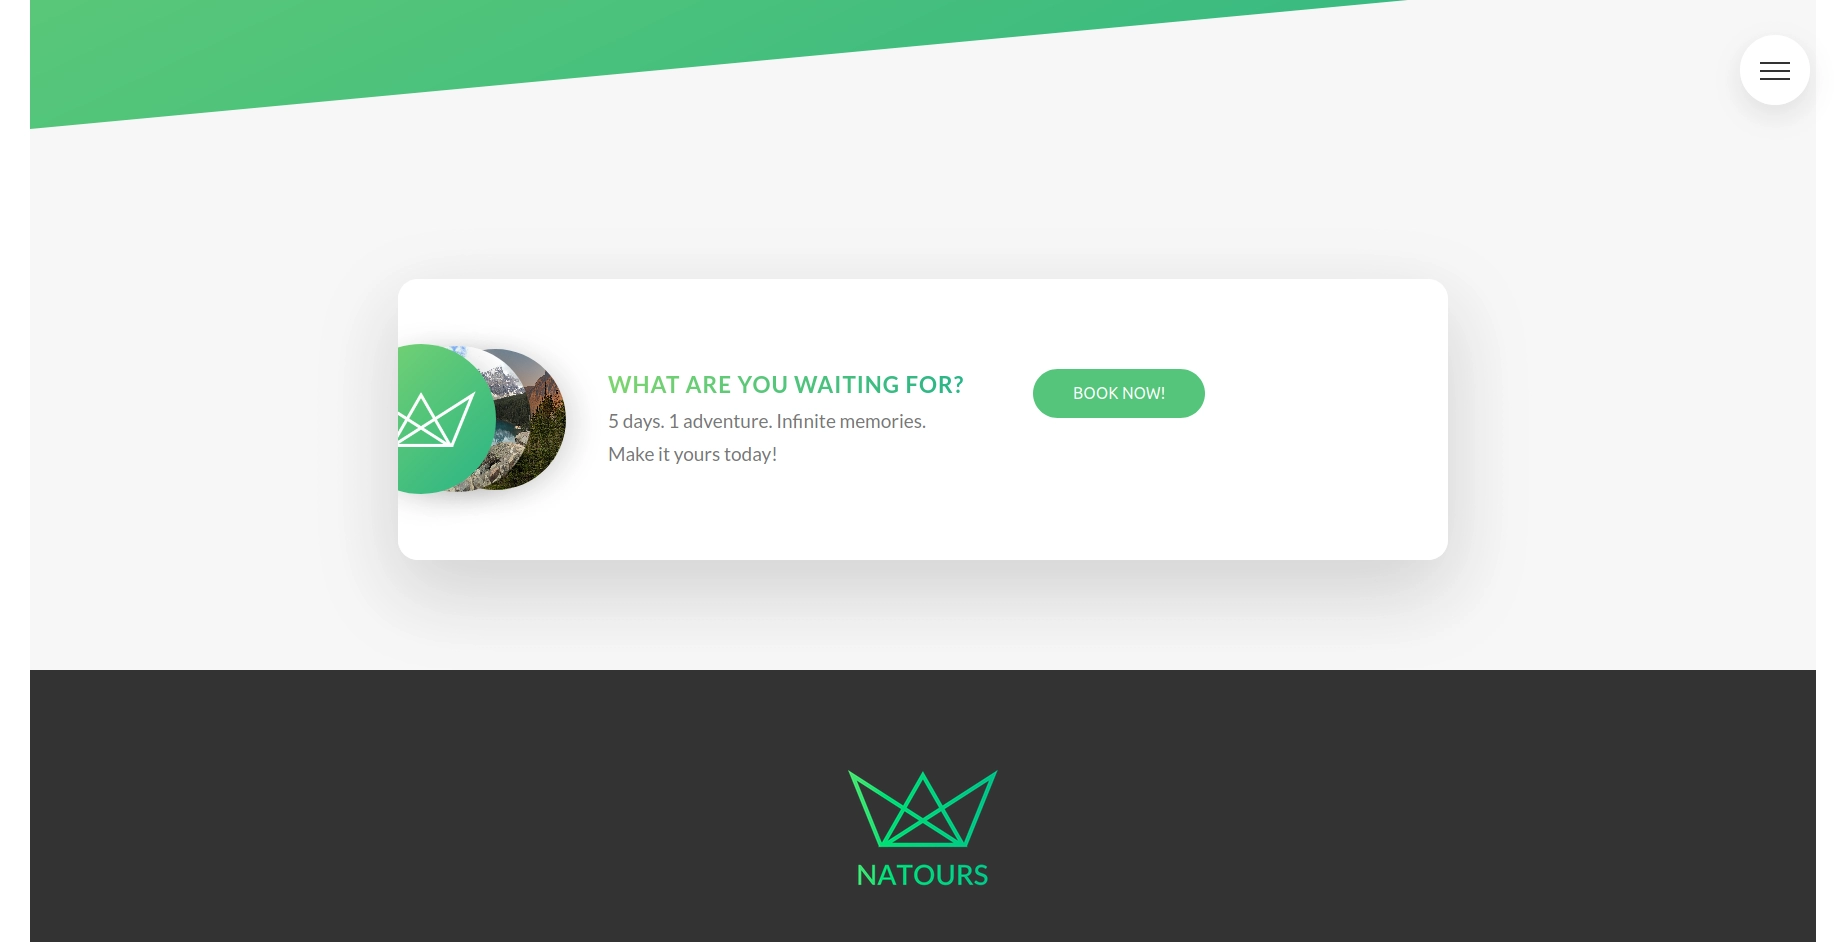 WHAT ARE YOU WAITING FOR?
5 days. 1 adventure. Infinite memories.
Make it yours today!
BOOK NOW!
NATOURS